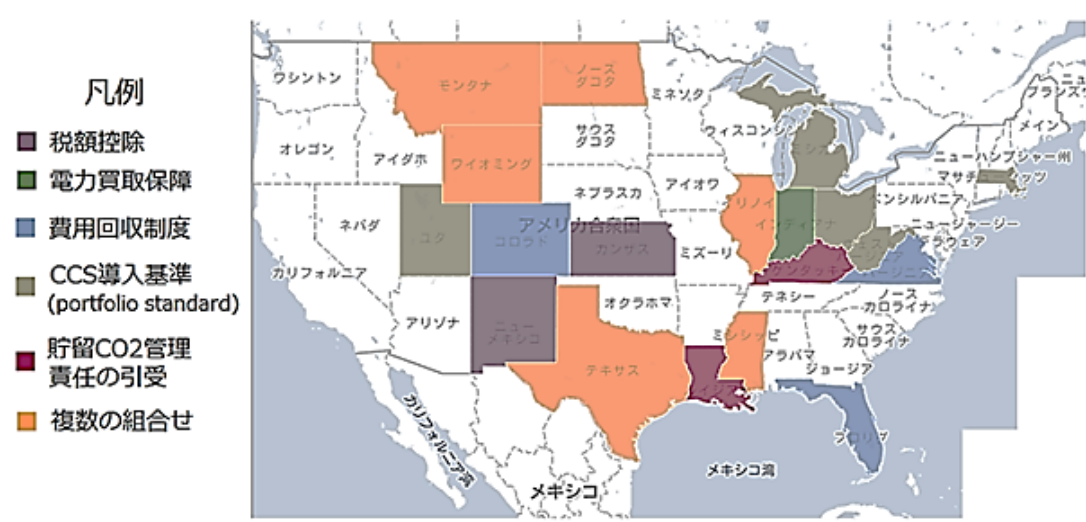 凡例
税額控除
電力買取保障
費用回収制度
CCS導入基準
(portfolio standard)
貯留CO2管理
責任の引受
複数の組合せ
ワシントン
モンタナ
ノース
ダコタ
ミネソタ
オレゴン
アイダホ
サウス
ダコタ
ウィスコンシン
メイン
ワイオミング
ニューハンプシャー州
アイオワ
ネブラスカ
ペンシルバニア
ネバダ
ユタ
コロラド
アメリカ合衆国
カンザス
ミズーリ
イリノイ
インディアナ
ニュージャージー
デラウェア
カリフォルニア
ケンタッキー
アリゾナ
ニュー
メキシコ
オクラホマ
テネシー
ノース
カロライナ
サウス
カロライナ
ミシシッピ
アラバマ
ジョージア
テキサス
フロリダ
カリフォルニア湾
メキシコ
メキシコ湾